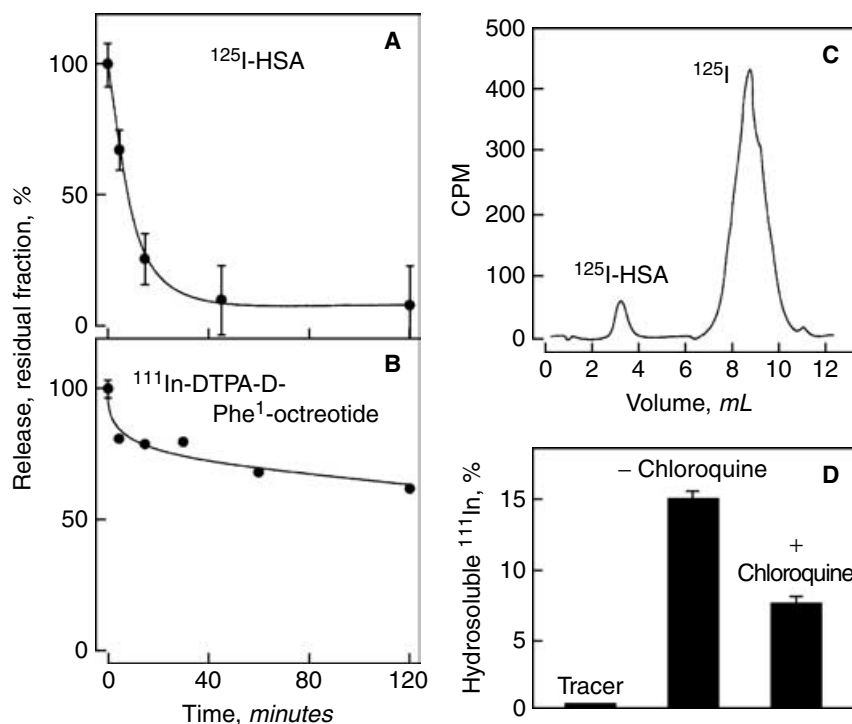 Release, residual fraction, %
A
¹²⁵I-HSA
100
50
0
B
¹¹¹In-DTPA-D-
Phe¹-octreotide
100
50
0
0 40 80 120
Time, minutes
C
CPM
500
400
300
200
100
0
¹²⁵I
¹²⁵I-HSA
0 2 4 6 8 10 12
Volume, mL
D
Hydrosoluble ¹¹¹In, %
15
10
5
0
– Chloroquine
+
Chloroquine
Tracer